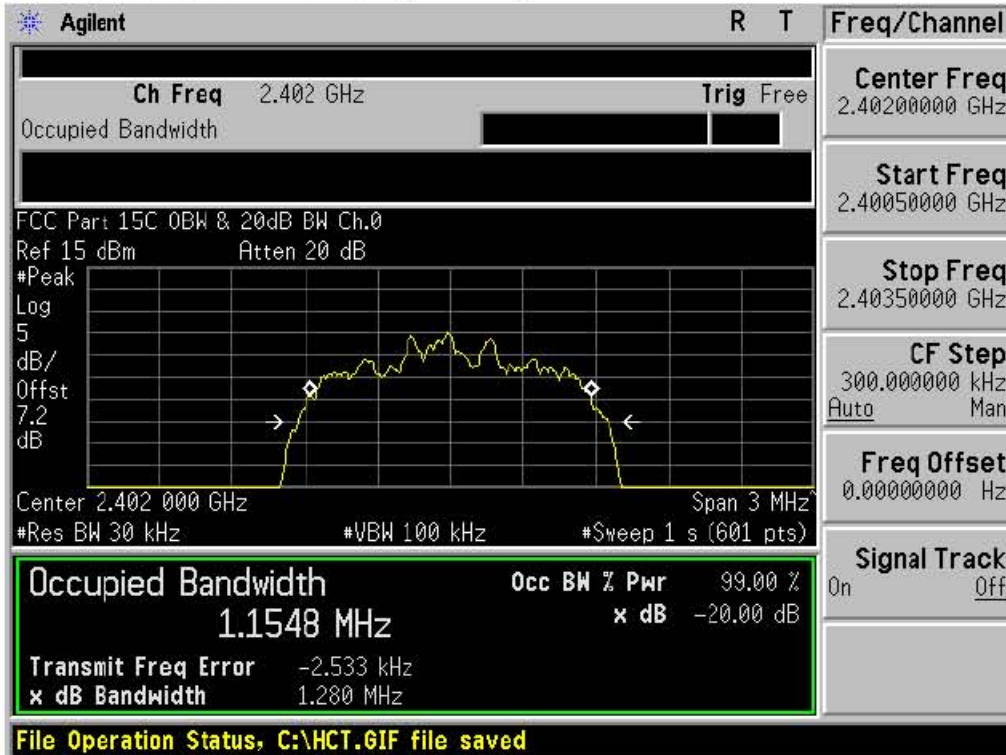 Agilent R T
Freq/Channel
Ch Freq 2.402 GHz Trig Free
Occupied Bandwidth
Center Freq
2.40200000 GHz
Start Freq
2.40050000 GHz
Stop Freq
2.40350000 GHz
CF Step
300.000000 kHz
Auto Man
Freq Offset
0.00000000 Hz
Signal Track
On Off
FCC Part 15C OBW & 20dB BW Ch.0
Ref 15 dBm Atten 20 dB
#Peak
Log
5
dB/
Offst
7.2
dB
Center 2.402 000 GHz Span 3 MHz^
#Res BW 30 kHz #VBW 100 kHz #Sweep 1 s (601 pts)
Occupied Bandwidth Occ BW % Pwr 99.00 %
1.1548 MHz x dB -20.00 dB
Transmit Freq Error -2.533 kHz
x dB Bandwidth 1.280 MHz
File Operation Status, C:\HCT.GIF file saved